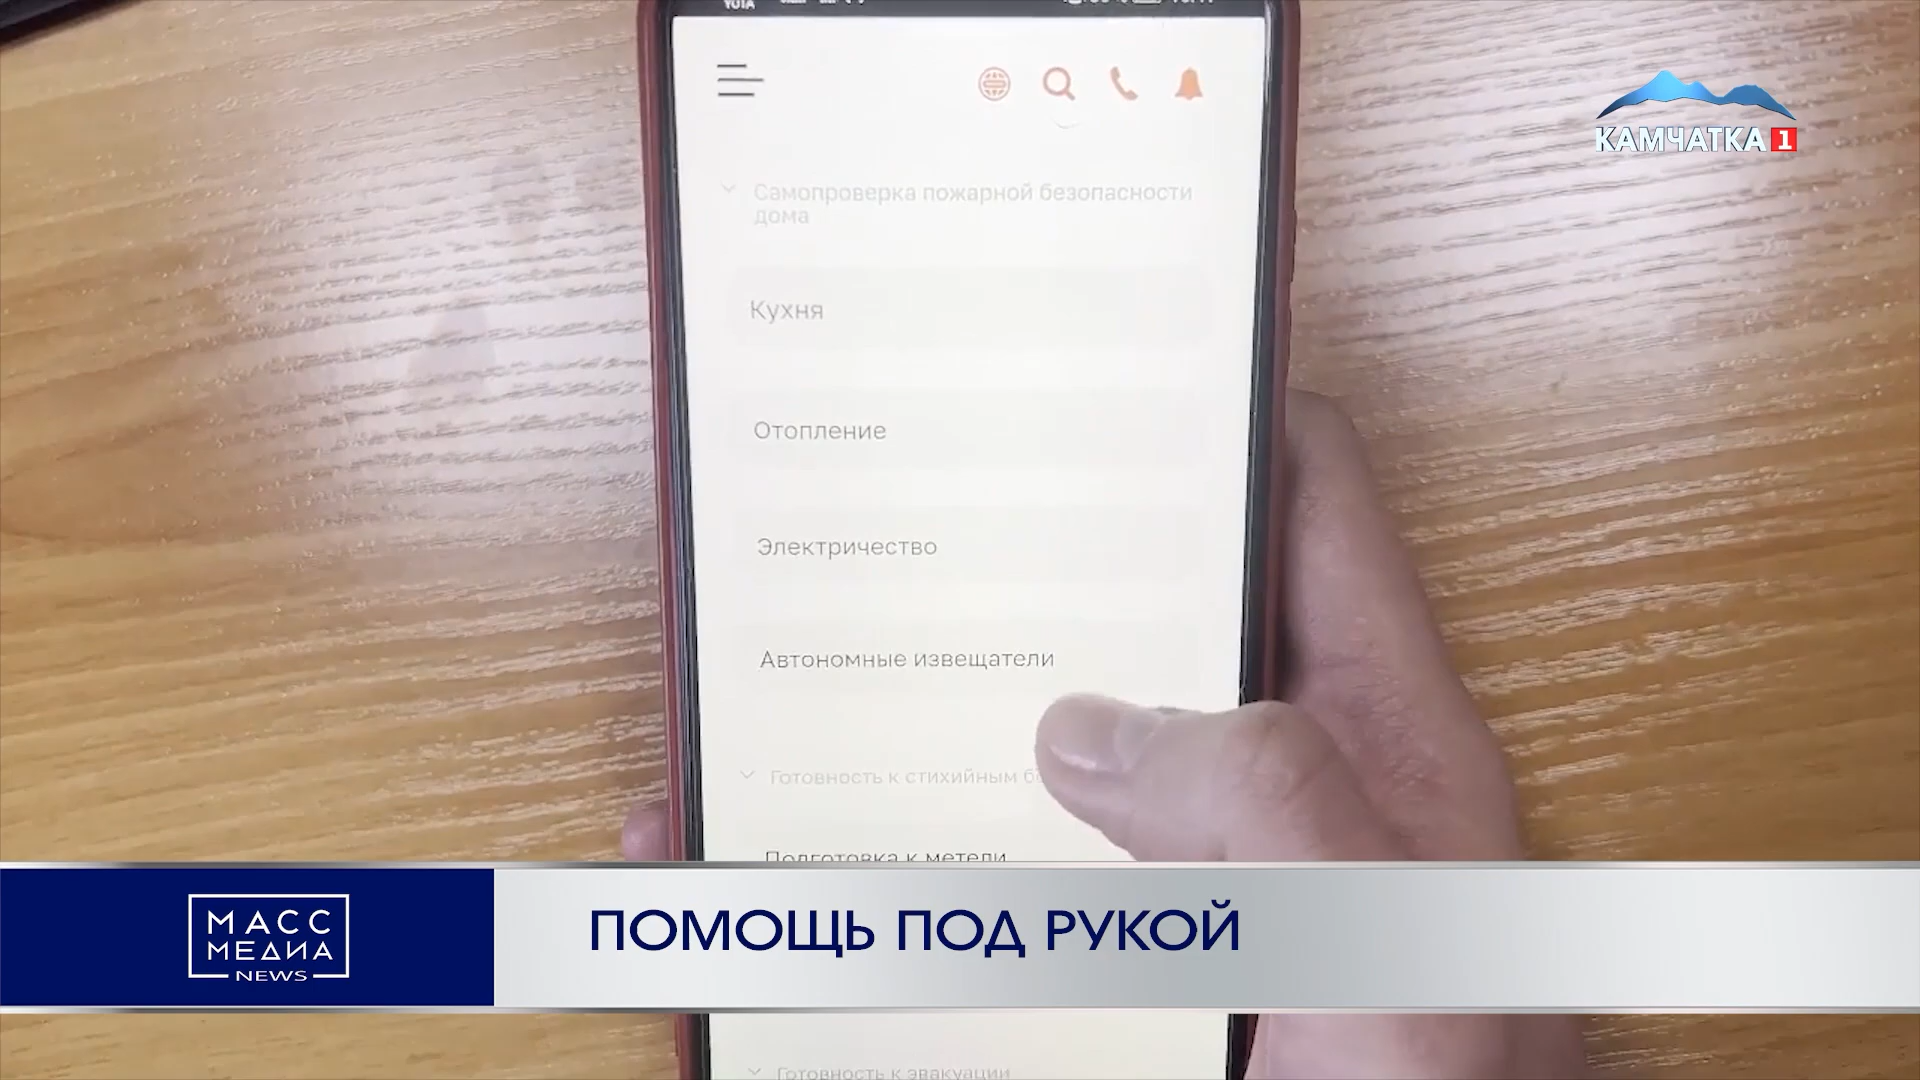 YOTA
КАМЧАТКА 1
Самопроверка пожарной безопасности
дома
Кухня
Отопление
Электричество
Автономные извещатели
Готовность к стихийным
Подготовка к метели
МАСС
МЕДИА
NEWS
ПОМОЩЬ ПОД РУКОЙ
Готовность к эвакуации